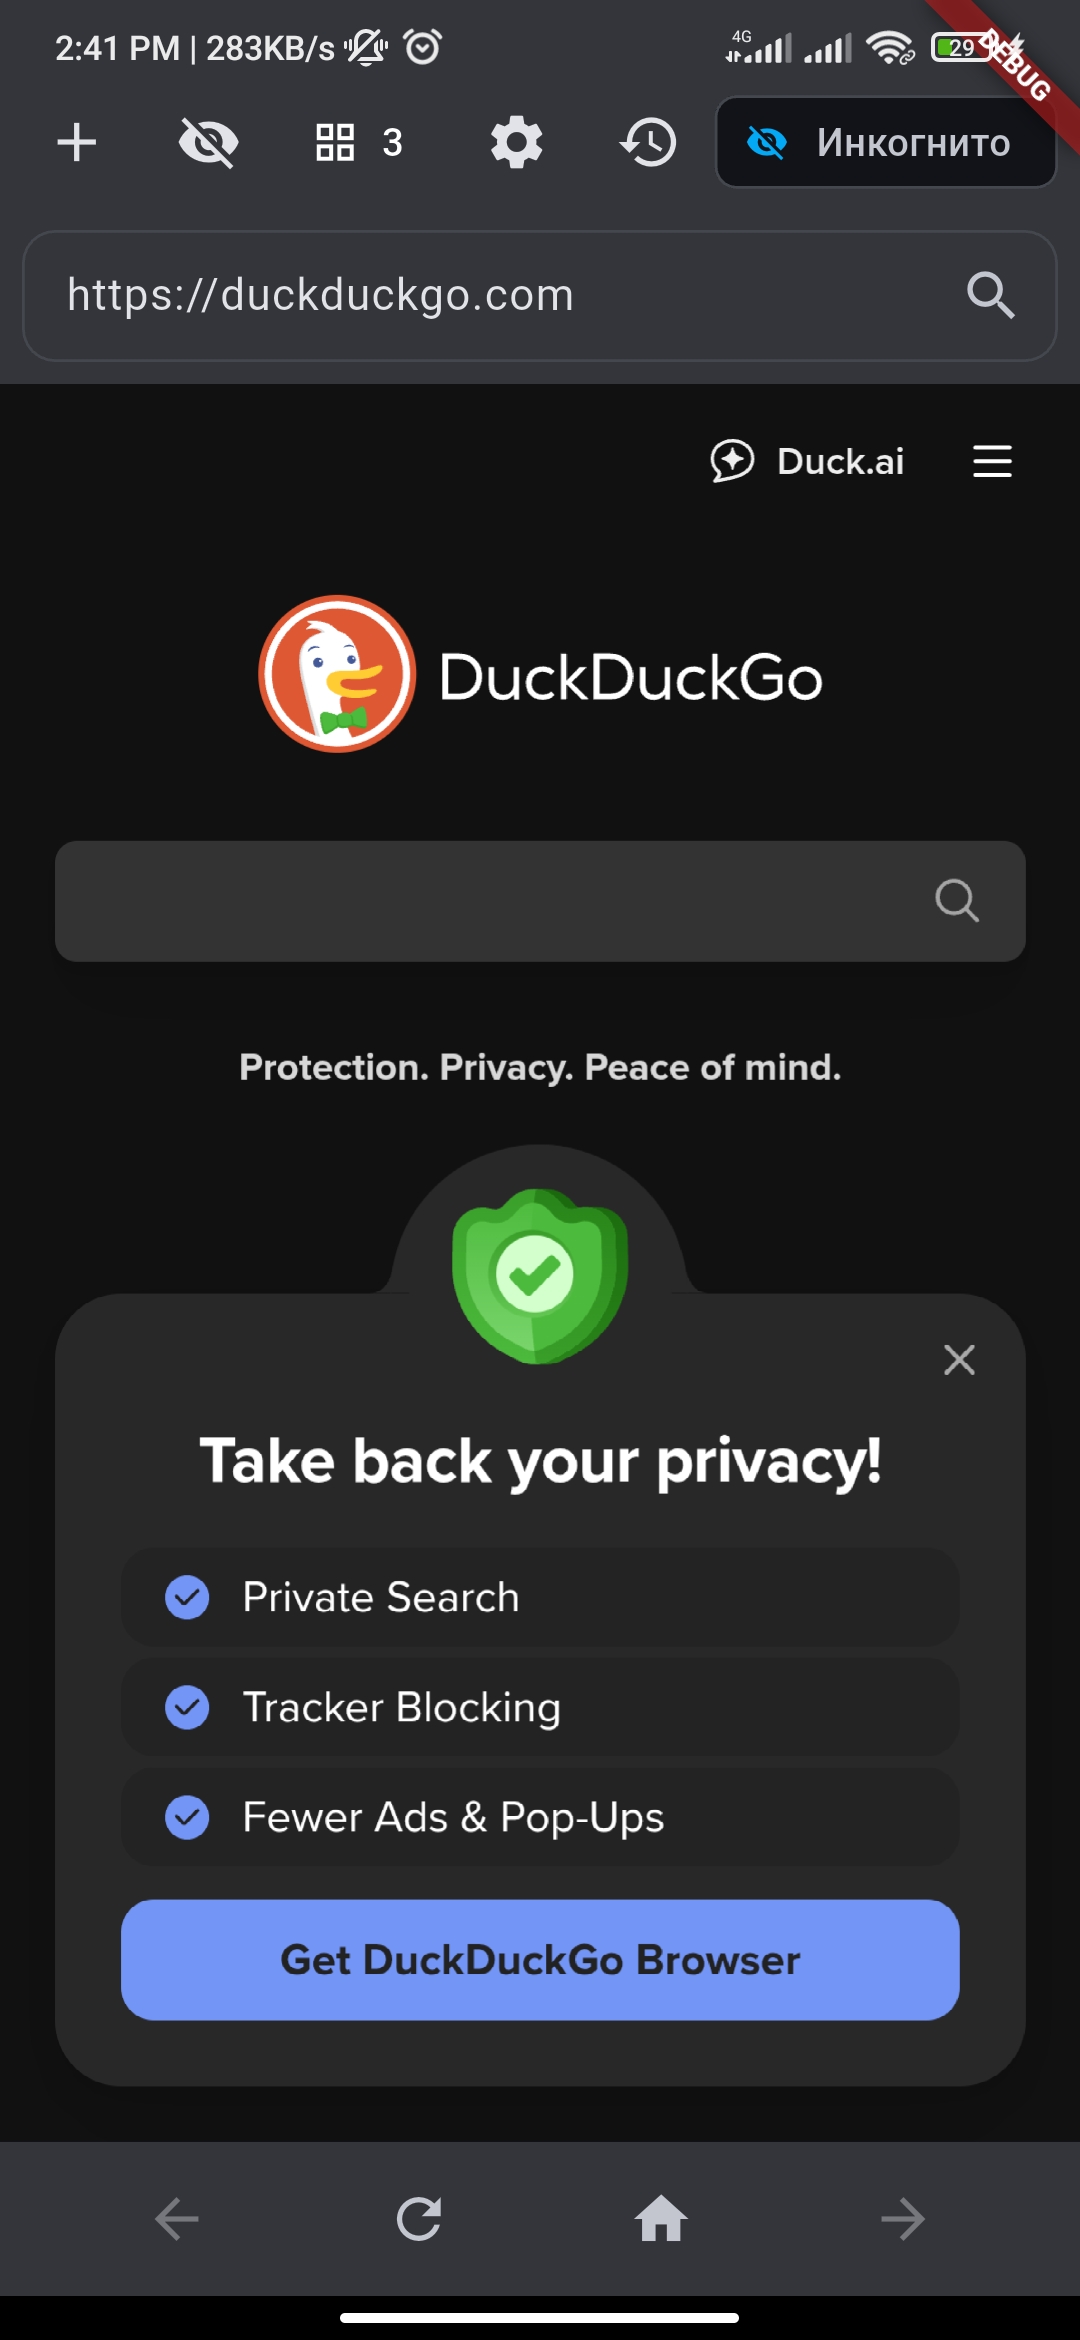 2:41 PM | 283KB/s
4G
29
DEBUG
3
Инкогнито
https://duckduckgo.com
Duck.ai
DuckDuckGo
Protection. Privacy. Peace of mind.
Take back your privacy!
Private Search
Tracker Blocking
Fewer Ads & Pop-Ups
Get DuckDuckGo Browser